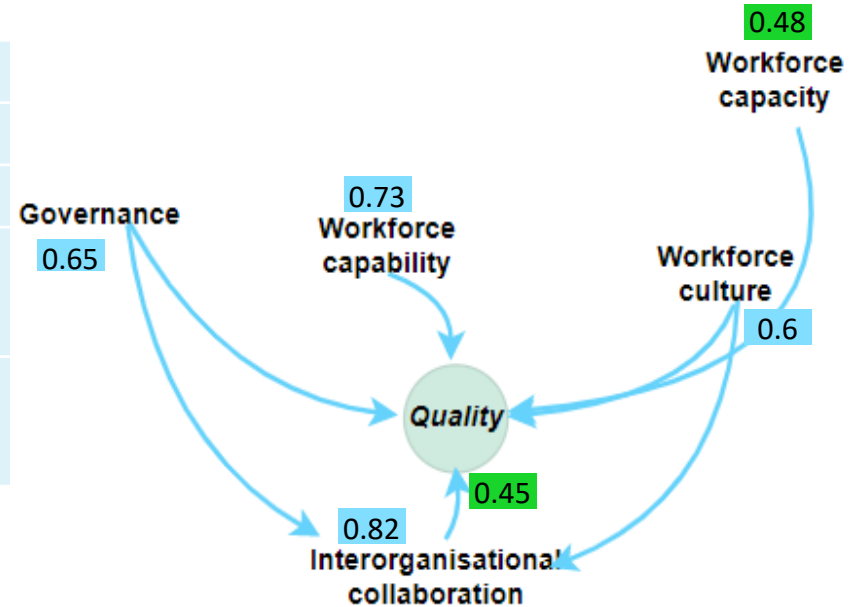 0.48
Workforce
capacity
0.73
Governance
Workforce
capability
0.65
Workforce
culture
0.6
Quality
0.45
0.82
Interorganisational
collaboration